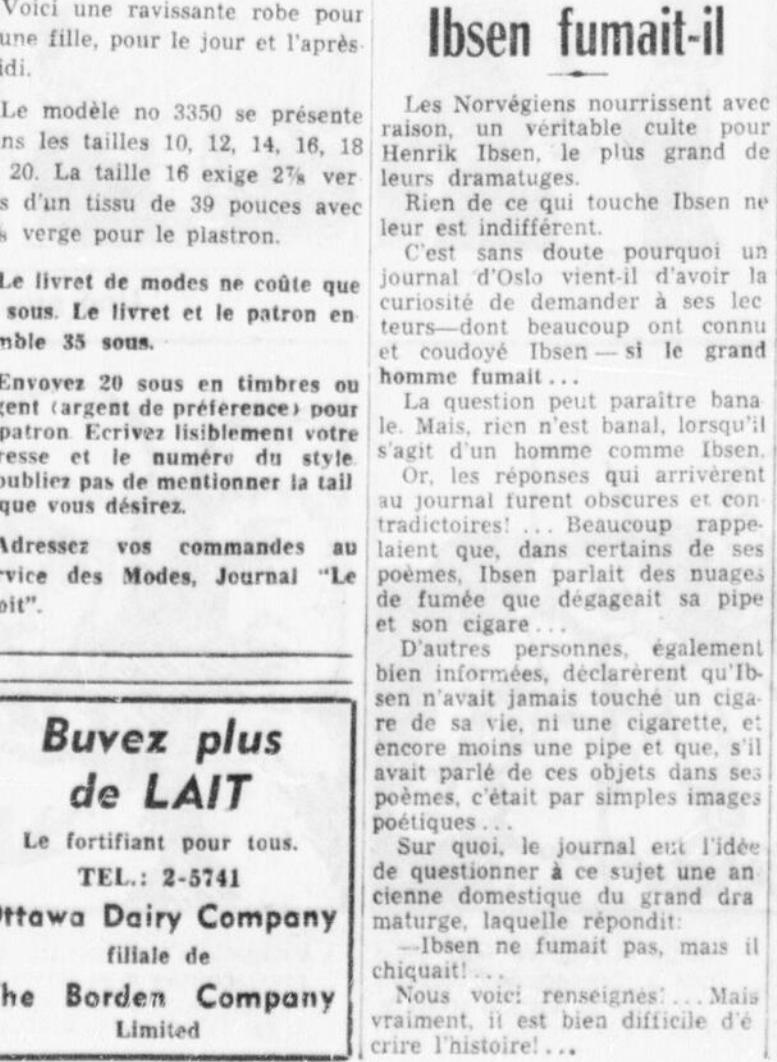 Voici une ravissante robe pour
une fille, pour le jour et l'après-
idi.
Le modèle no 3350 se présente
ns les tailles 10, 12, 14, 16, 18
20. La taille 16 exige 2⅞ ver
s d'un tissu de 39 pouces avec
verge pour le plastron.
Le livret de modes ne coûte que
sous. Le livret et le patron en
mble 35 sous.
Envoyez 20 sous en timbres ou
gent (argent de préférence) pour
patron. Ecrivez lisiblement votre
resse et le numéro du style.
oubliez pas de mentionner la tail
que vous désirez.
Adressez vos commandes au
rvice des Modes, Journal "Le
oit".
Buvez plus
de LAIT
Le fortifiant pour tous.
TEL.: 2-5741
Ottawa Dairy Company
filiale de
The Borden Company
Limited
Ibsen fumait-il
Les Norvégiens nourrissent avec
raison, un véritable culte pour
Henrik Ibsen, le plus grand de
leurs dramatuges.
Rien de ce qui touche Ibsen ne
leur est indifférent.
C'est sans doute pourquoi un
journal d'Oslo vient-il d'avoir la
curiosité de demander à ses lec
teurs—dont beaucoup ont connu
et coudoyé Ibsen — si le grand
homme fumait...
La question peut paraître bana
le. Mais, rien n'est banal, lorsqu'il
s'agit d'un homme comme Ibsen.
Or, les réponses qui arrivèrent
au journal furent obscures et con
tradictoires! ... Beaucoup rappe-
laient que, dans certains de ses
poèmes, Ibsen parlait des nuages
de fumée que dégageait sa pipe
et son cigare...
D'autres personnes, également
bien informées, déclarèrent qu'Ib-
sen n'avait jamais touché un ciga-
re de sa vie, ni une cigarette, et
encore moins une pipe et que, s'il
avait parlé de ces objets dans ses
poèmes, c'était par simples images
poétiques...
Sur quoi, le journal eut l'idée
de questionner à ce sujet une an
cienne domestique du grand dra
maturge, laquelle répondit:
—Ibsen ne fumait pas, mais il
chiquait!...
Nous voici renseignés!...Mais
vraiment, il est bien difficile d'é
crire l'histoire!...